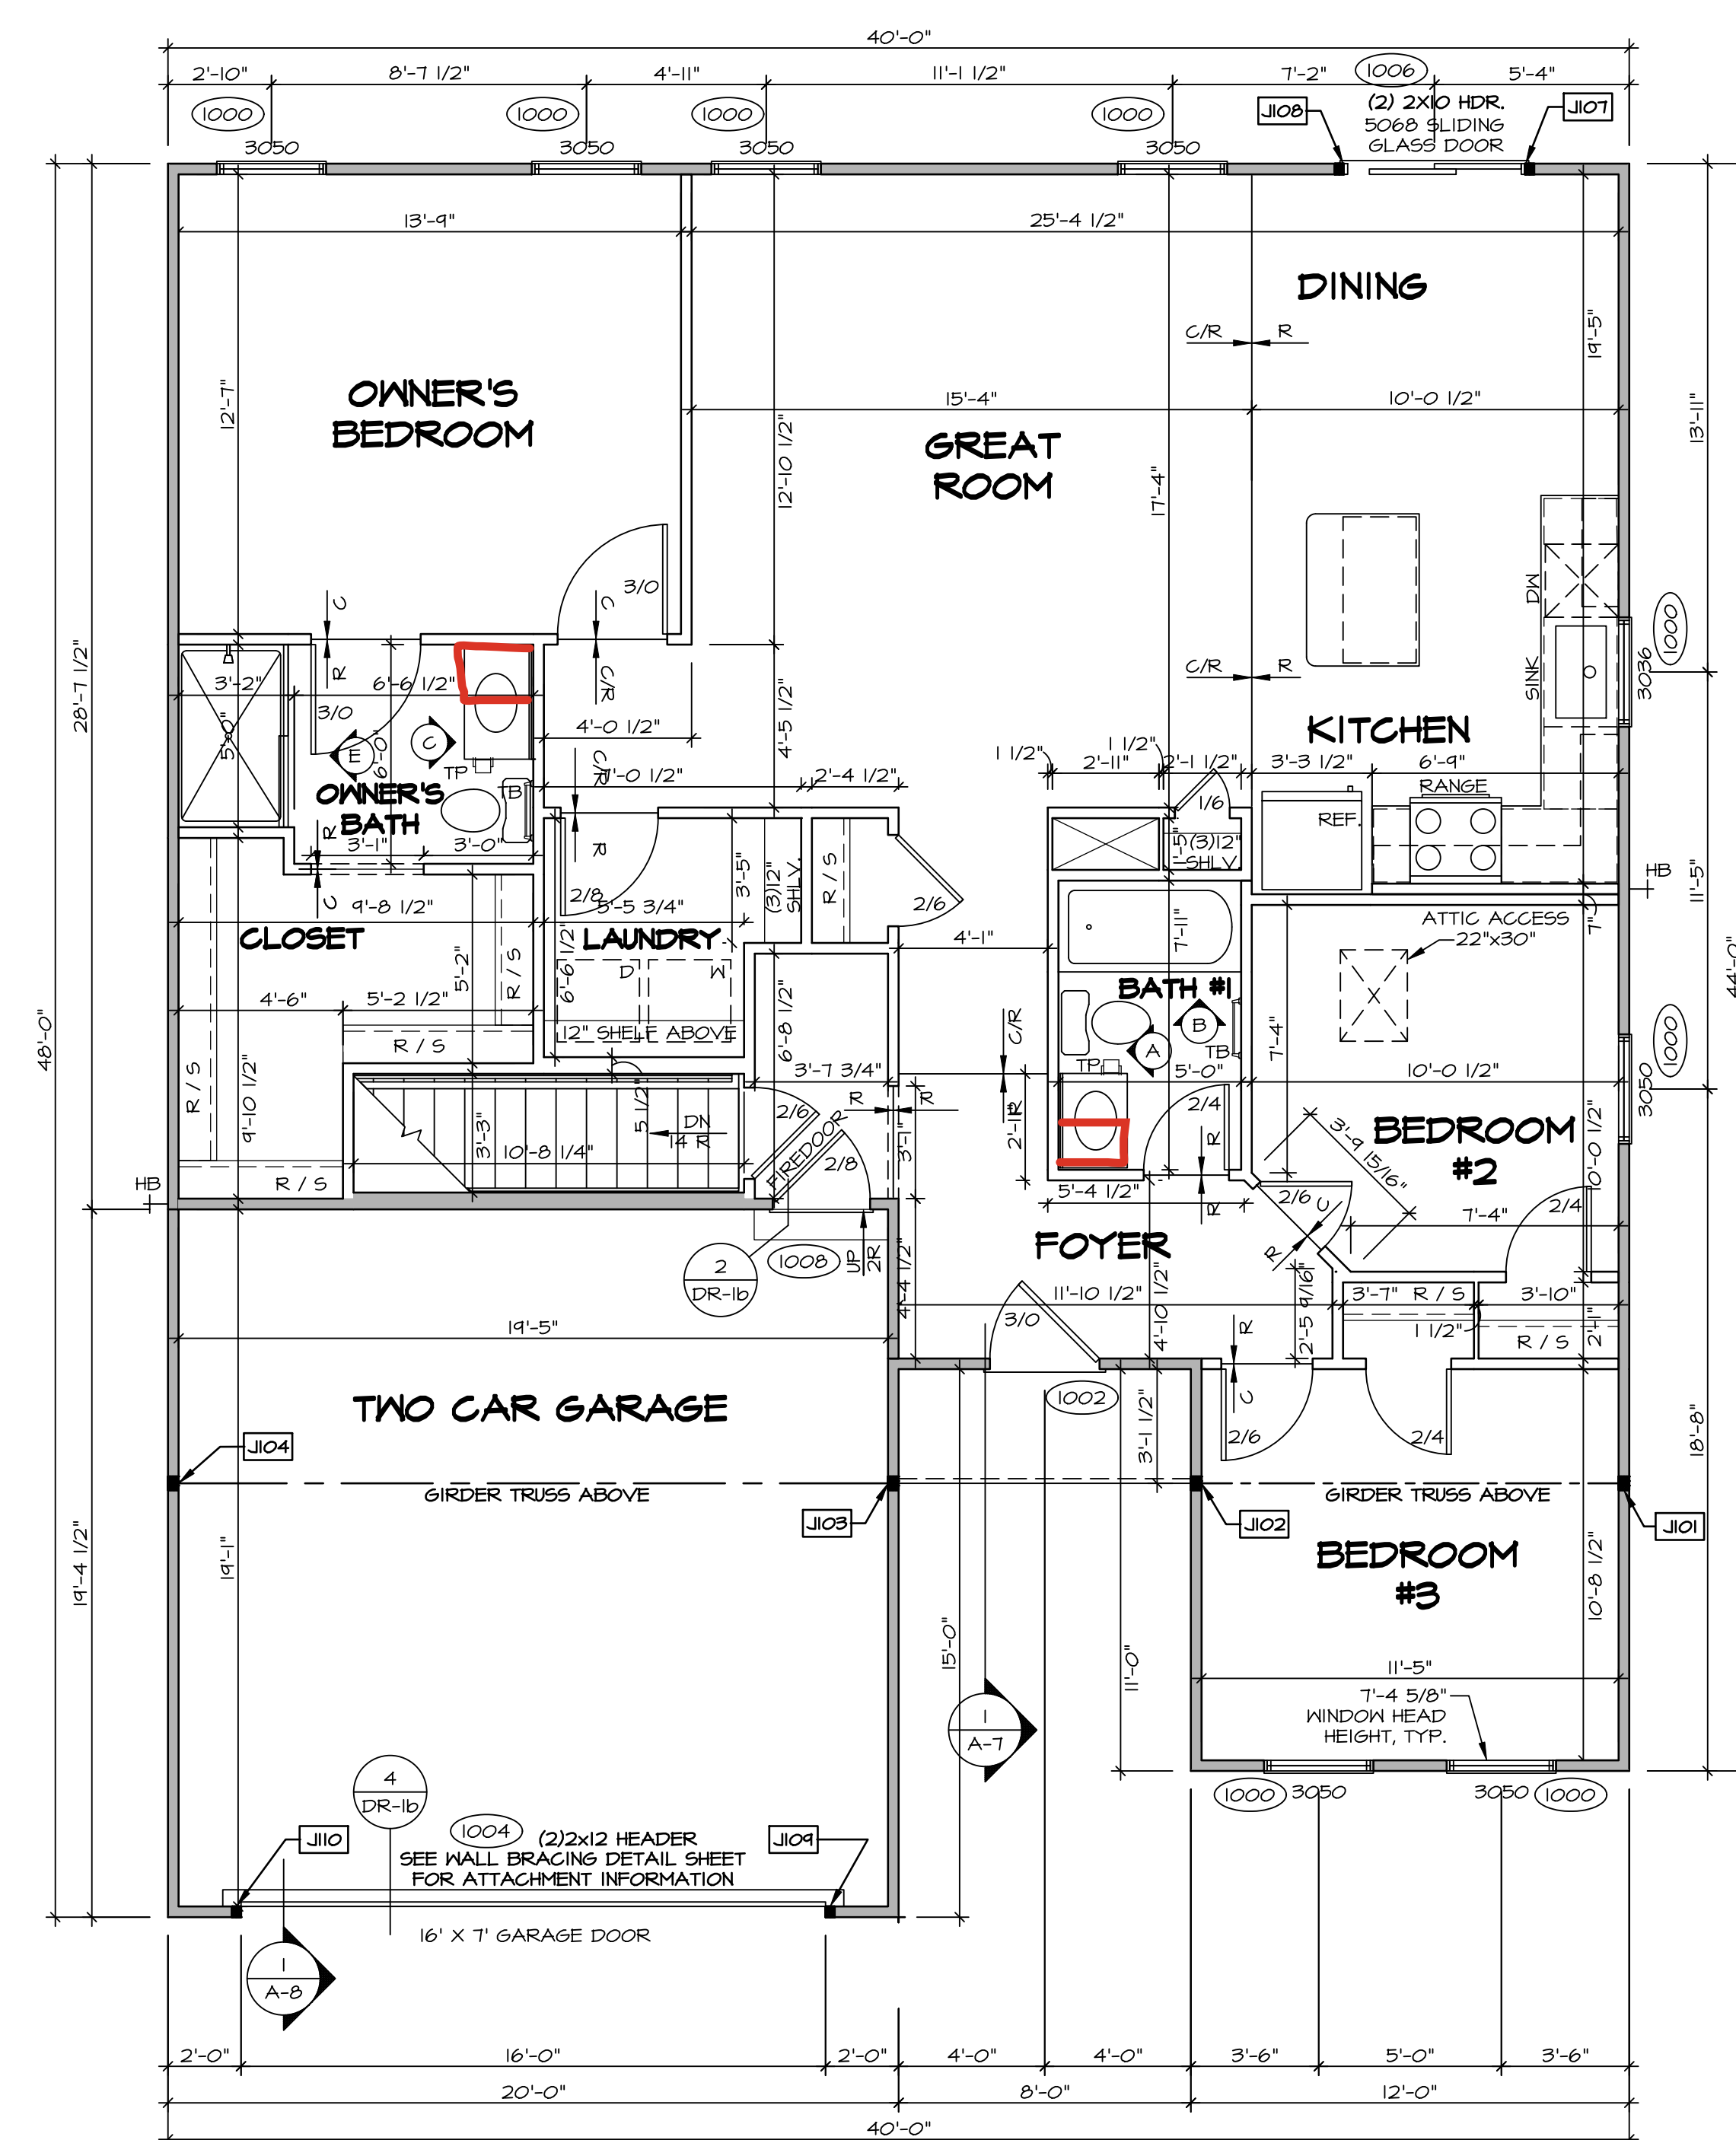 40'-0"
2'-10" 8'-7 1/2" 4'-11" 11'-1 1/2" 7'-2" 1006 5'-4"
1000 1000 1000 1000 J108 (2) 2X10 HDR. J107
5068 SLIDING
GLASS DOOR
3050 3050 3050 3050
13'-9" 25'-4 1/2"
DINING
C/R R
19'-5"
12'-7"
OWNER'S
BEDROOM
15'-4" 10'-0 1/2"
GREAT
ROOM
12'-10 1/2"
17'-4"
13'-11"
3/0
DW
SINK
1000
3036
C C
R C/R
C/R R
28'-7 1/2"
3'-2" 6'-6 1/2"
3/0
5'-0"
E C
6'-0"
4'-0 1/2"
4'-5 1/2"
KITCHEN
TP
TB
OWNER'S
BATH
C/R
7'-0 1/2" 2'-4 1/2"
1 1/2" 2'-11" 1 1/2" 2'-1 1/2" 3'-3 1/2" 6'-9"
RANGE
1/6
REF.
(3)12"
SHLV.
R
3'-1" 3'-0"
R
C
2/8
3'-5"
(3)12"
SHLV.
R / S
2/6
HB
11'-5"
9'-8 1/2" 5'-5 3/4"
CLOSET LAUNDRY
6'-6 1/2"
D W
12" SHELF ABOVE
5'-2"
R / S
4'-6" 5'-2 1/2"
R / S
R / S
9'-10 1/2"
4'-1"
7'-11"
BATH #1
B
A
TP
TB
5'-0"
2/4
ATTIC ACCESS
22"x30"
7"
7'-4"
10'-0 1/2"
1000
3050
44'-0"
48'-0"
6'-8 1/2"
3'-7 3/4"
C/R
R R
2/6
FIREDOOR
2/8
3'-1"
5 1/2"
DN
14 R
3'-3"
10'-8 1/4"
R / S
HB
2'-11"
R
R
R
5'-4 1/2"
BEDROOM
#2
3'-9 15/16"
2/6
C
R
2/4
7'-4"
FOYER
2
DR-1b
1008
UP
2R
4'-4 1/2"
11'-10 1/2"
3/0
4'-10 1/2"
2'-5 9/16"
3'-7" R / S 3'-10"
1 1/2" R / S
2'-1"
19'-5"
TWO CAR GARAGE
1002
R
C
2/6 2/4
3'-1 1/2"
18'-8"
J104
GIRDER TRUSS ABOVE GIRDER TRUSS ABOVE
J103 J102 J101
BEDROOM
#3
19'-4 1/2"
19'-1"
10'-8 1/2"
15'-0"
11'-0"
11'-5"
7'-4 5/8"
WINDOW HEAD
HEIGHT, TYP.
1
A-7
1000 3050 3050 1000
4
DR-1b
J110 1004 (2)2x12 HEADER J109
SEE WALL BRACING DETAIL SHEET
FOR ATTACHMENT INFORMATION
16' X 7' GARAGE DOOR
1
A-8
2'-0" 16'-0" 2'-0" 4'-0" 4'-0" 3'-6" 5'-0" 3'-6"
20'-0" 8'-0" 12'-0"
40'-0"